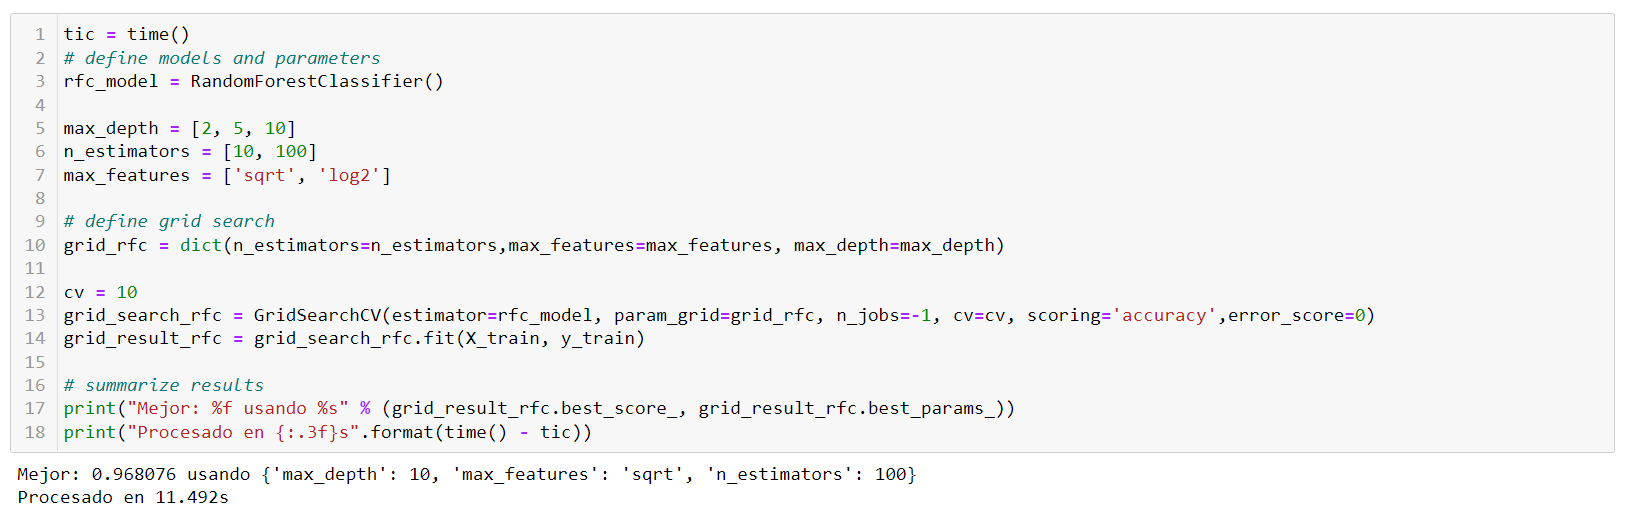 1 tic = time()
2 # define models and parameters
3 rfc_model = RandomForestClassifier()
4
5 max_depth = [2, 5, 10]
6 n_estimators = [10, 100]
7 max_features = ['sqrt', 'log2']
8
9 # define grid search
10 grid_rfc = dict(n_estimators=n_estimators,max_features=max_features, max_depth=max_depth)
11
12 cv = 10
13 grid_search_rfc = GridSearchCV(estimator=rfc_model, param_grid=grid_rfc, n_jobs=-1, cv=cv, scoring='accuracy',error_score=0)
14 grid_result_rfc = grid_search_rfc.fit(X_train, y_train)
15
16 # summarize results
17 print("Mejor: %f usando %s" % (grid_result_rfc.best_score_, grid_result_rfc.best_params_))
18 print("Procesado en {:.3f}s".format(time() - tic))
Mejor: 0.968076 usando {'max_depth': 10, 'max_features': 'sqrt', 'n_estimators': 100}
Procesado en 11.492s